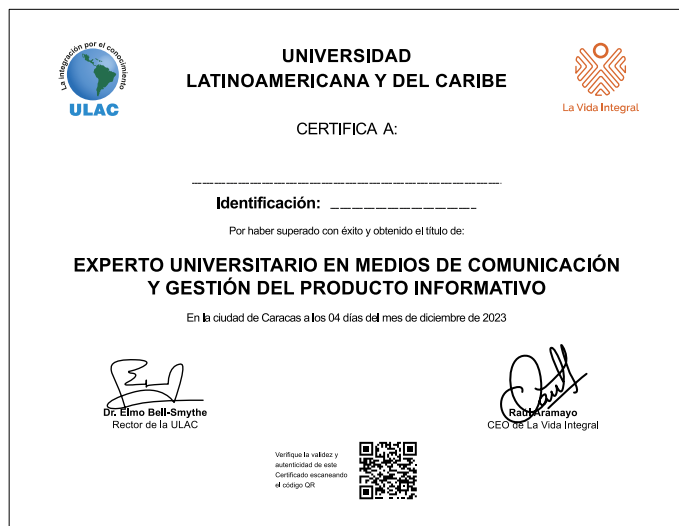 La integración por el conocimiento
ULAC
UNIVERSIDAD
LATINOAMERICANA Y DEL CARIBE
La Vida Integral
CERTIFICA A:
Identificación:
Por haber superado con éxito y obtenido el título de:
EXPERTO UNIVERSITARIO EN MEDIOS DE COMUNICACIÓN
Y GESTIÓN DEL PRODUCTO INFORMATIVO
En la ciudad de Caracas a los 04 días del mes de diciembre de 2023
Dr. Elmo Bell-Smythe
Rector de la ULAC
Raúl Aramayo
CEO de La Vida Integral
Verifique la validez y
autenticidad de este
Certificado escaneando
el código QR